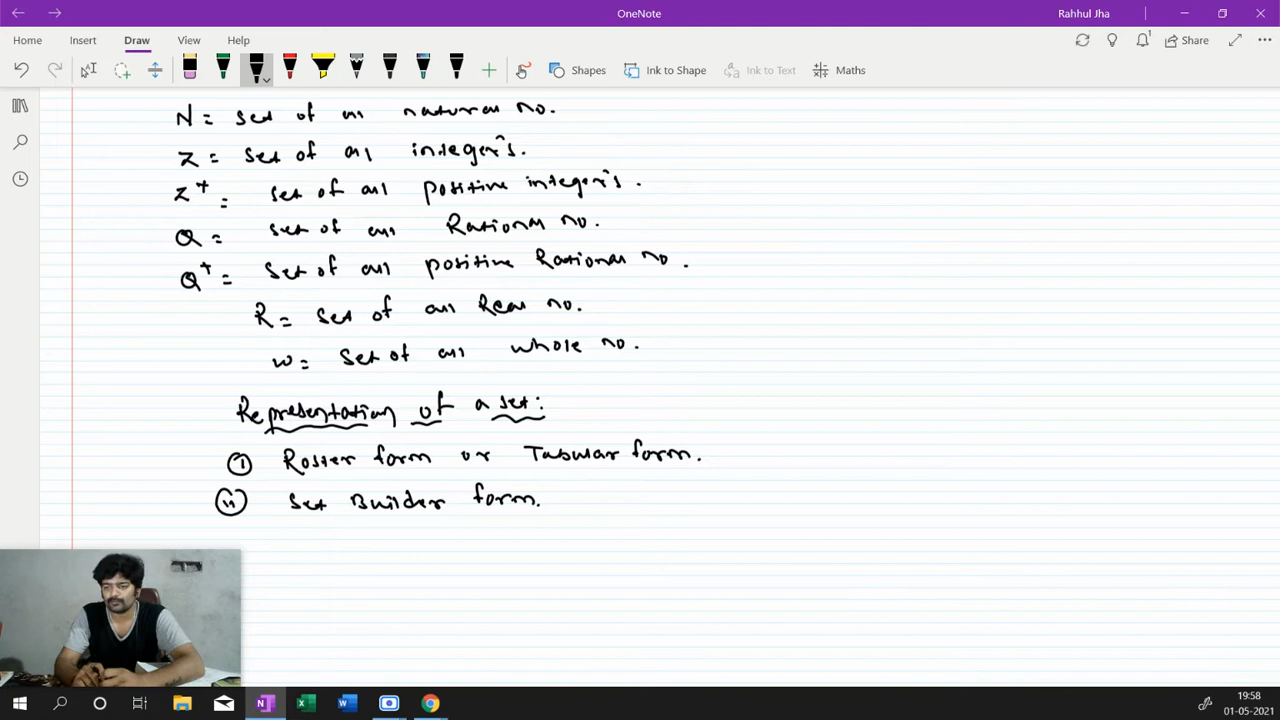 OneNote
Rahhul Jha
Home Insert Draw View Help
Share
Shapes Ink to Shape Ink to Text Maths
N = set of all natural no.
Z = set of all integer's.
Z+ = set of all positive integer's.
Q = set of all Rational no.
Q+ = set of all positive Rational no.
R = set of all Real no.
W = set of all whole no.
Representation of a set:
(i) Roster form or Tabular form.
(ii) Set Builder form.
19:58
01-05-2021